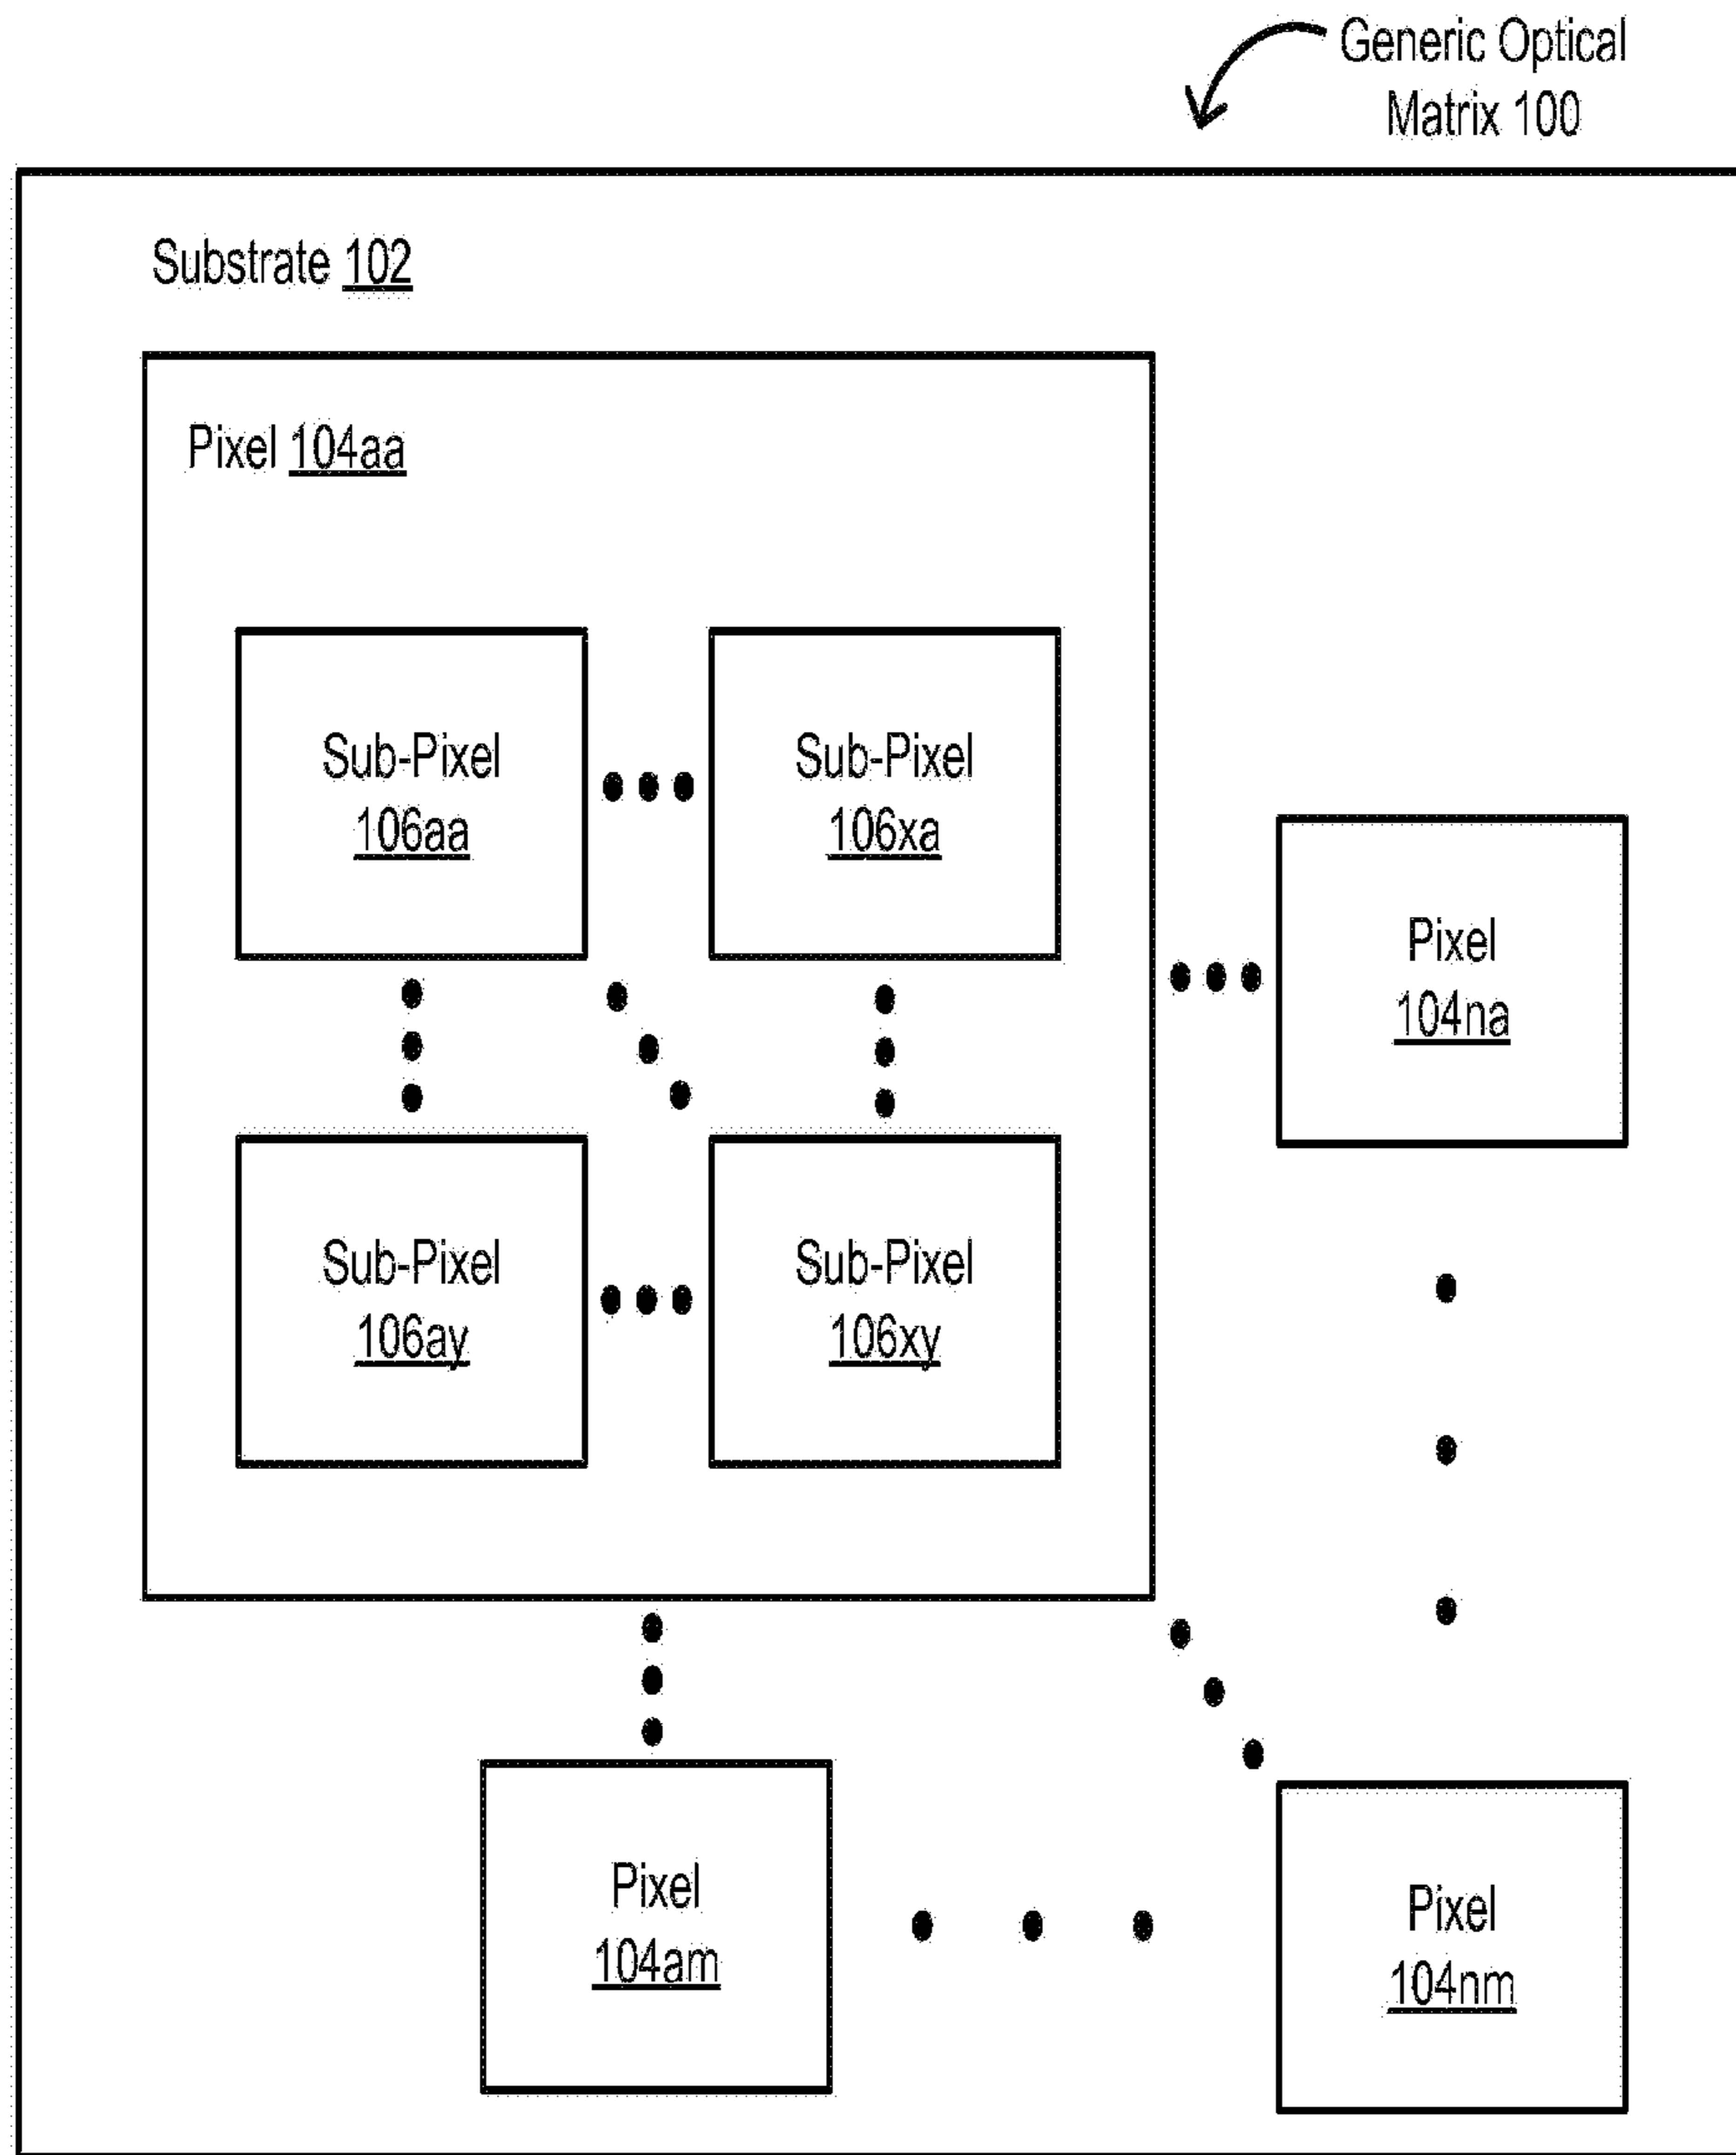 Generic Optical
Matrix 100
Substrate 102
Pixel 104aa
Sub-Pixel
106aa
Sub-Pixel
106xa
Pixel
104na
Sub-Pixel
106ay
Sub-Pixel
106xy
Pixel
104am
Pixel
104nm